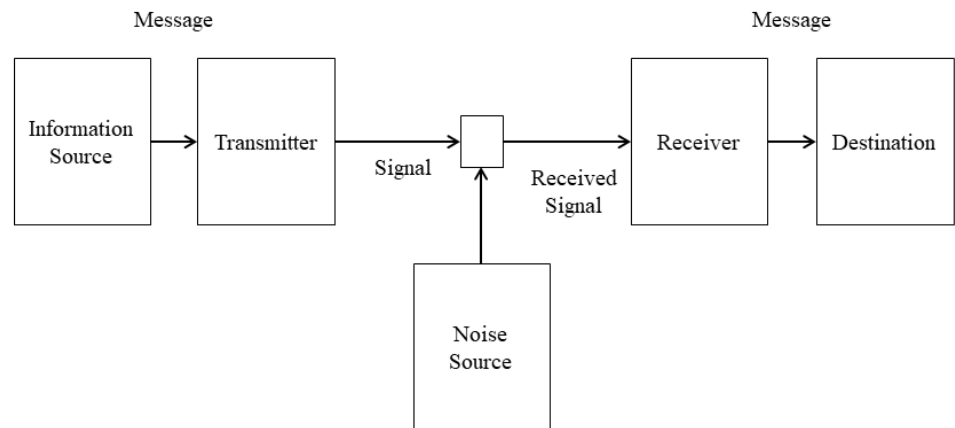 Message
Message
Information
Source
Transmitter
Signal
Received
Signal
Receiver
Destination
Noise
Source